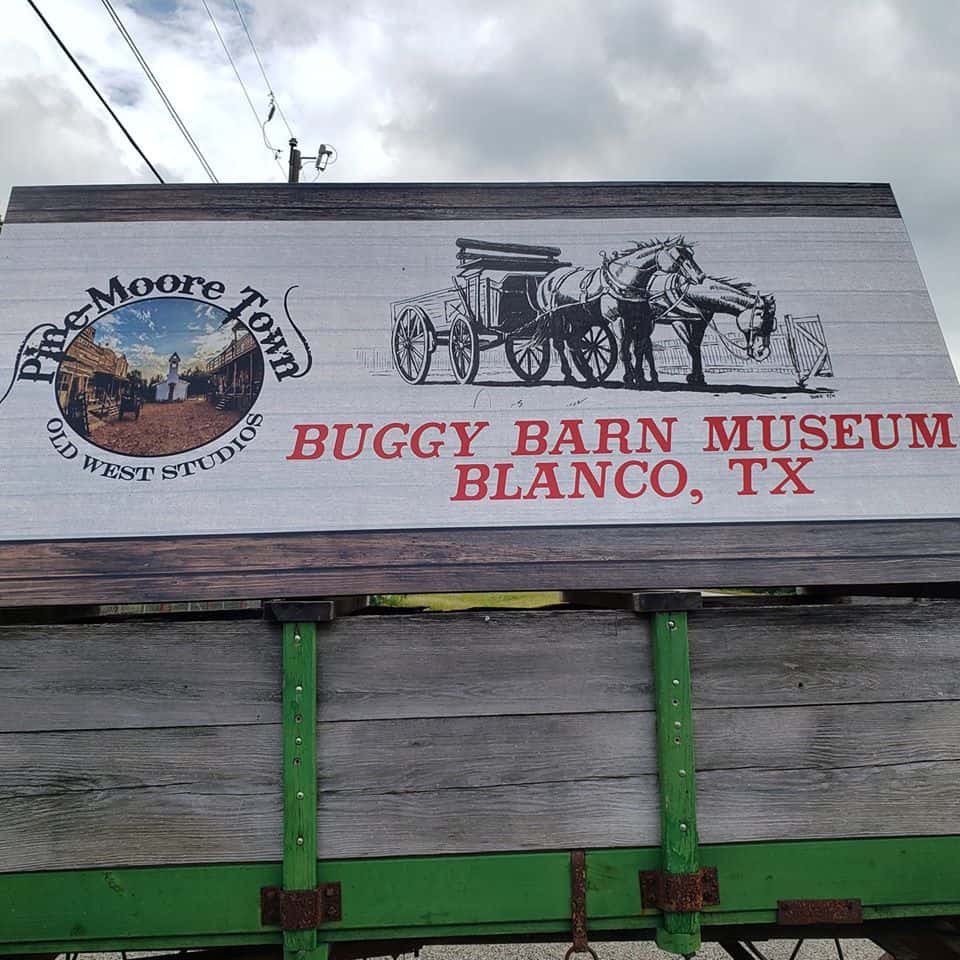 Pine-Moore Town
OLD WEST STUDIOS
BUGGY BARN MUSEUM
BLANCO, TX